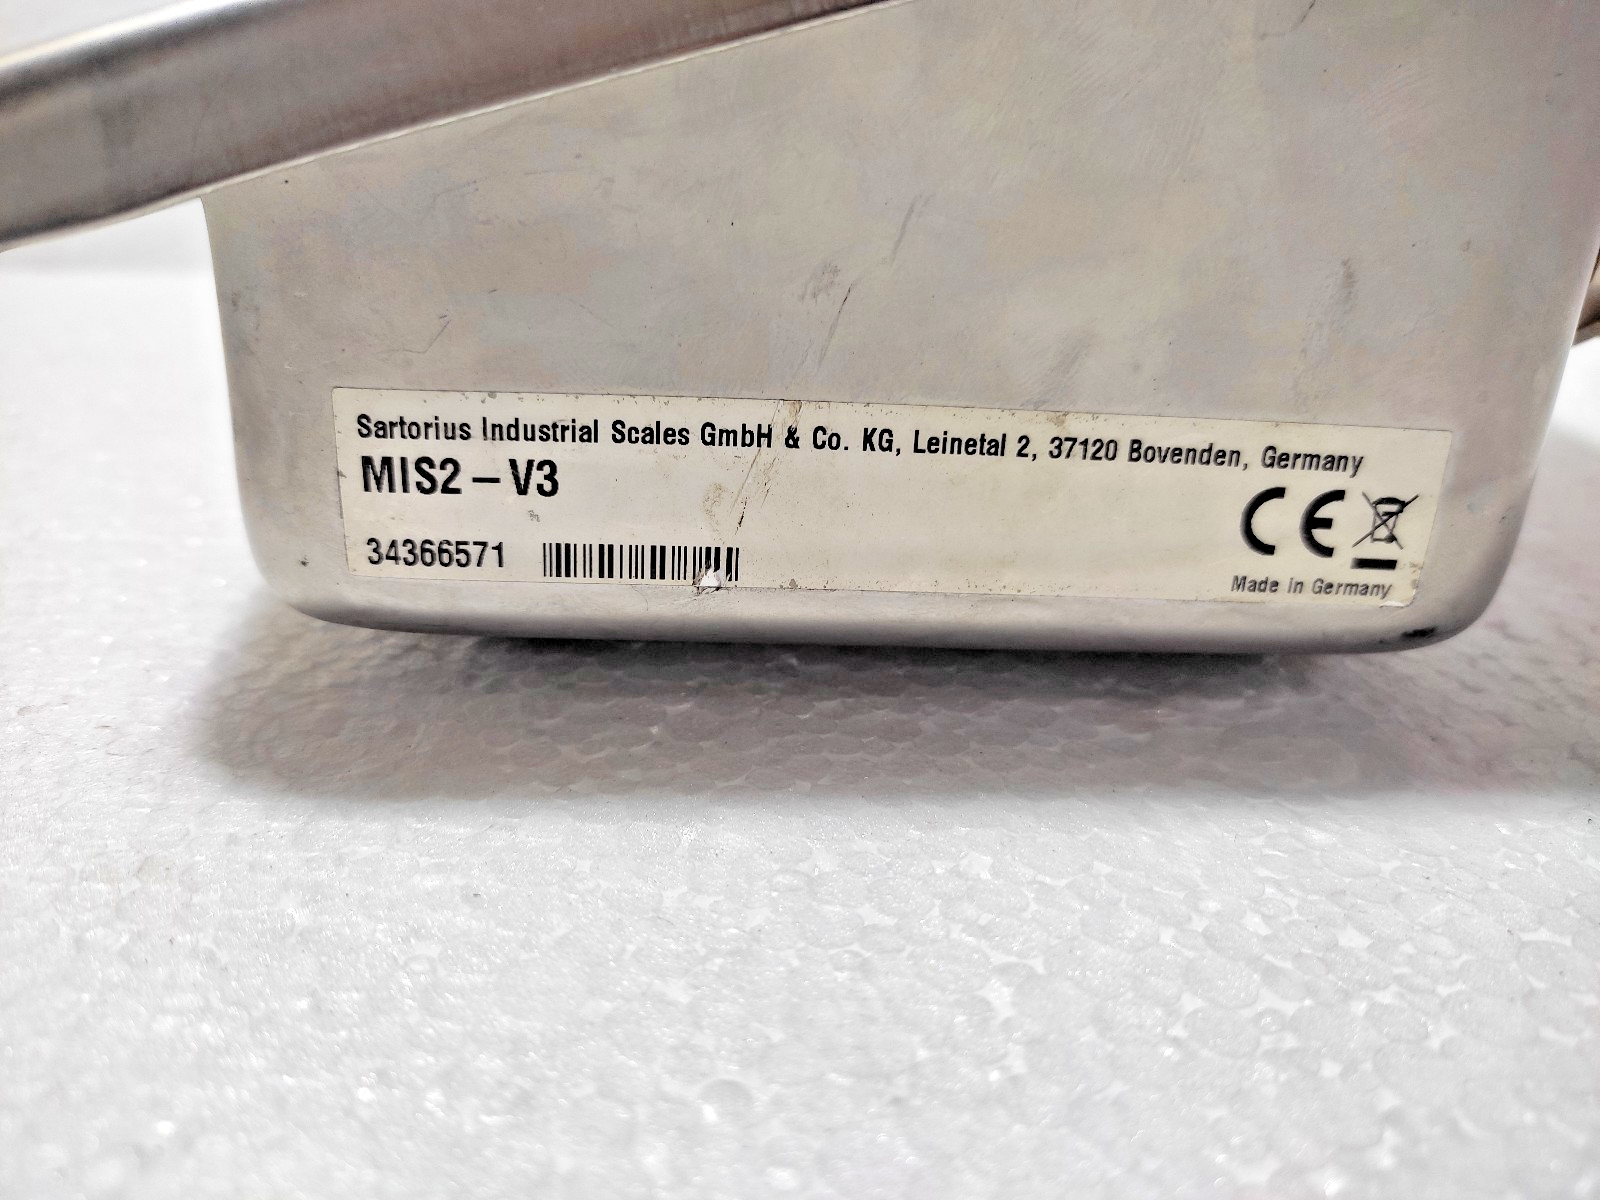 Sartorius Industrial Scales GmbH & Co. KG, Leinetal 2, 37120 Bovenden, Germany
MIS2 – V3
34366571
CE
Made in Germany